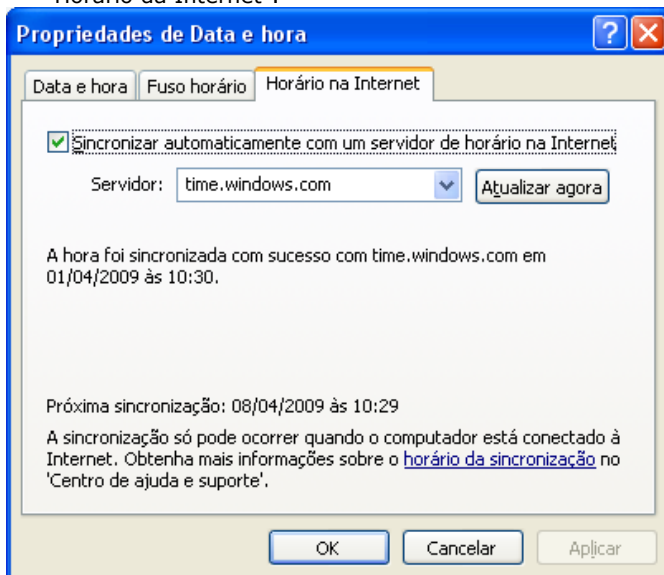 "Horário da Internet".
Propriedades de Data e hora
Data e hora Fuso horário Horário na Internet
Sincronizar automaticamente com um servidor de horário na Internet
Servidor: time.windows.com Atualizar agora
A hora foi sincronizada com sucesso com time.windows.com em
01/04/2009 às 10:30.
Próxima sincronização: 08/04/2009 às 10:29
A sincronização só pode ocorrer quando o computador está conectado à
Internet. Obtenha mais informações sobre o horário da sincronização no
'Centro de ajuda e suporte'.
OK Cancelar Aplicar